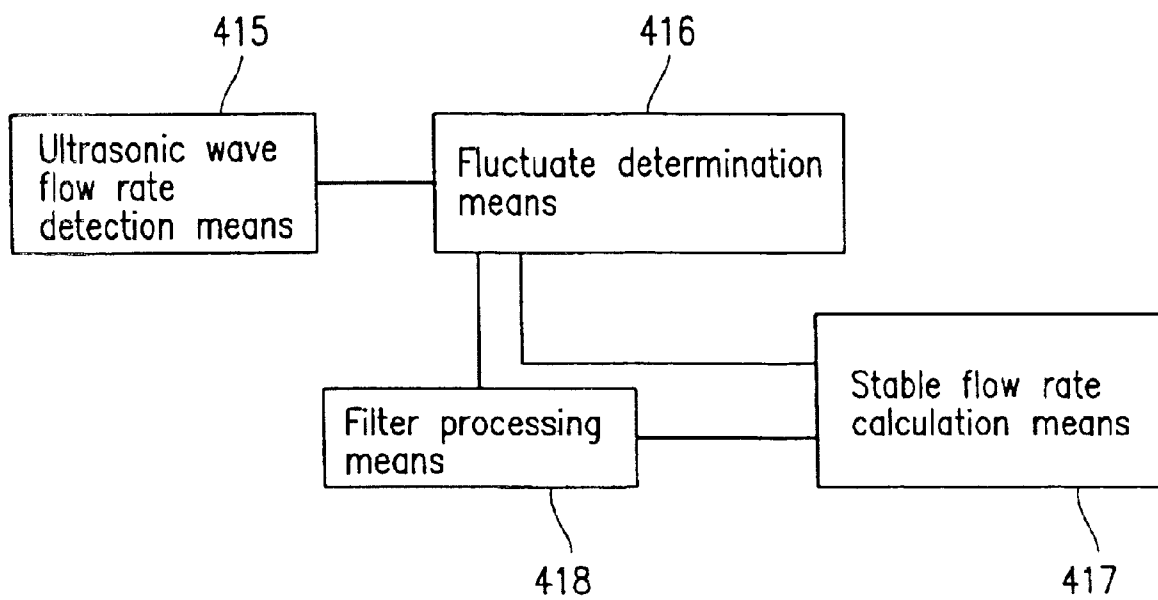 415
416
Ultrasonic wave
flow rate
detection means
Fluctuate determination
means
Stable flow rate
calculation means
Filter processing
means
418
417